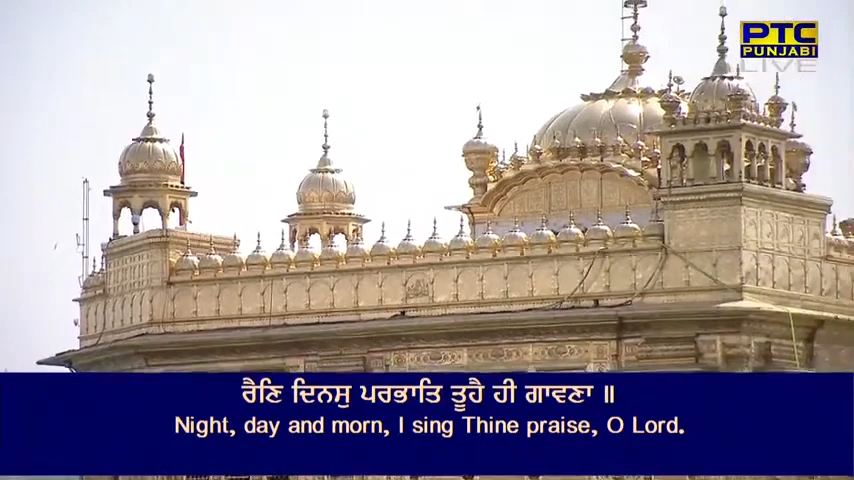 PTC
PUNJABI
LIVE
ਰੈਣਿ ਦਿਨਸੁ ਪਰਭਾਤਿ ਤੂਹੈ ਹੀ ਗਾਵਣਾ ॥
Night, day and morn, I sing Thine praise, O Lord.